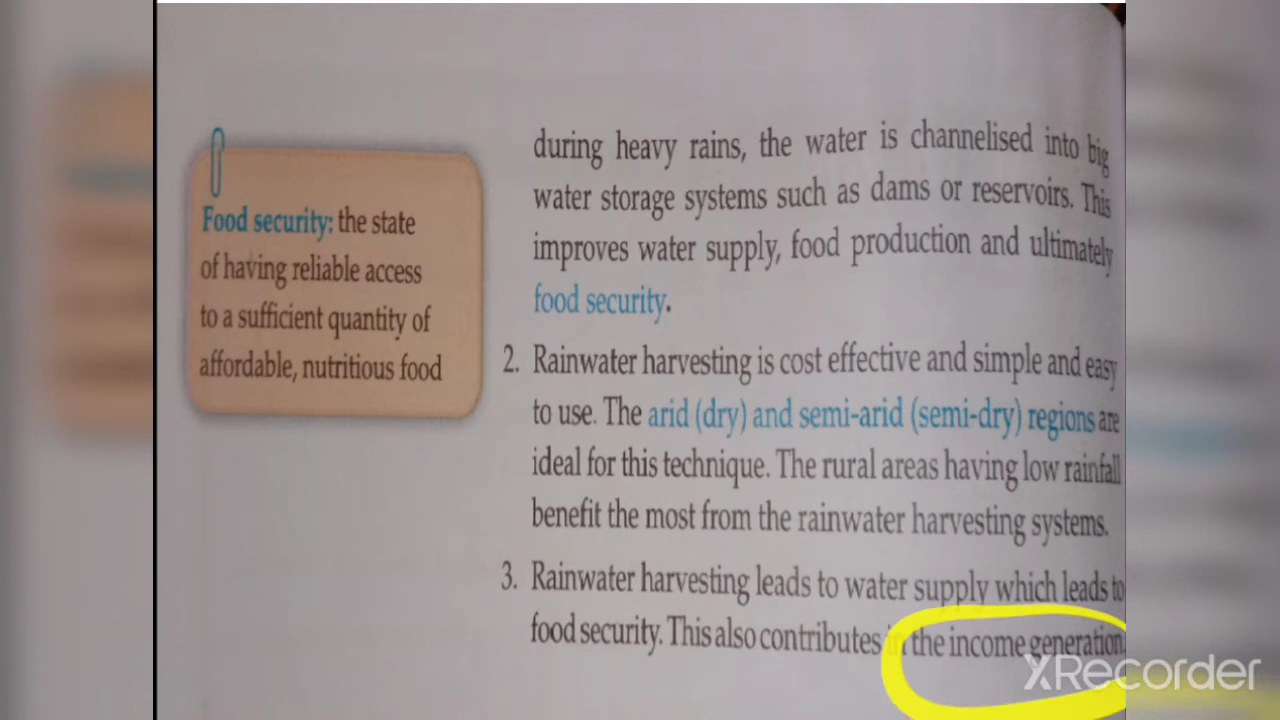 Food security: the state
of having reliable access
to a sufficient quantity of
affordable, nutritious food
during heavy rains, the water is channelised into big
water storage systems such as dams or reservoirs. This
improves water supply, food production and ultimately
food security.
2. Rainwater harvesting is cost effective and simple and easy
to use. The arid (dry) and semi-arid (semi-dry) regions are
ideal for this technique. The rural areas having low rainfall
benefit the most from the rainwater harvesting systems.
3. Rainwater harvesting leads to water supply which leads to
food security. This also contributes in the income generation.
XRecorder